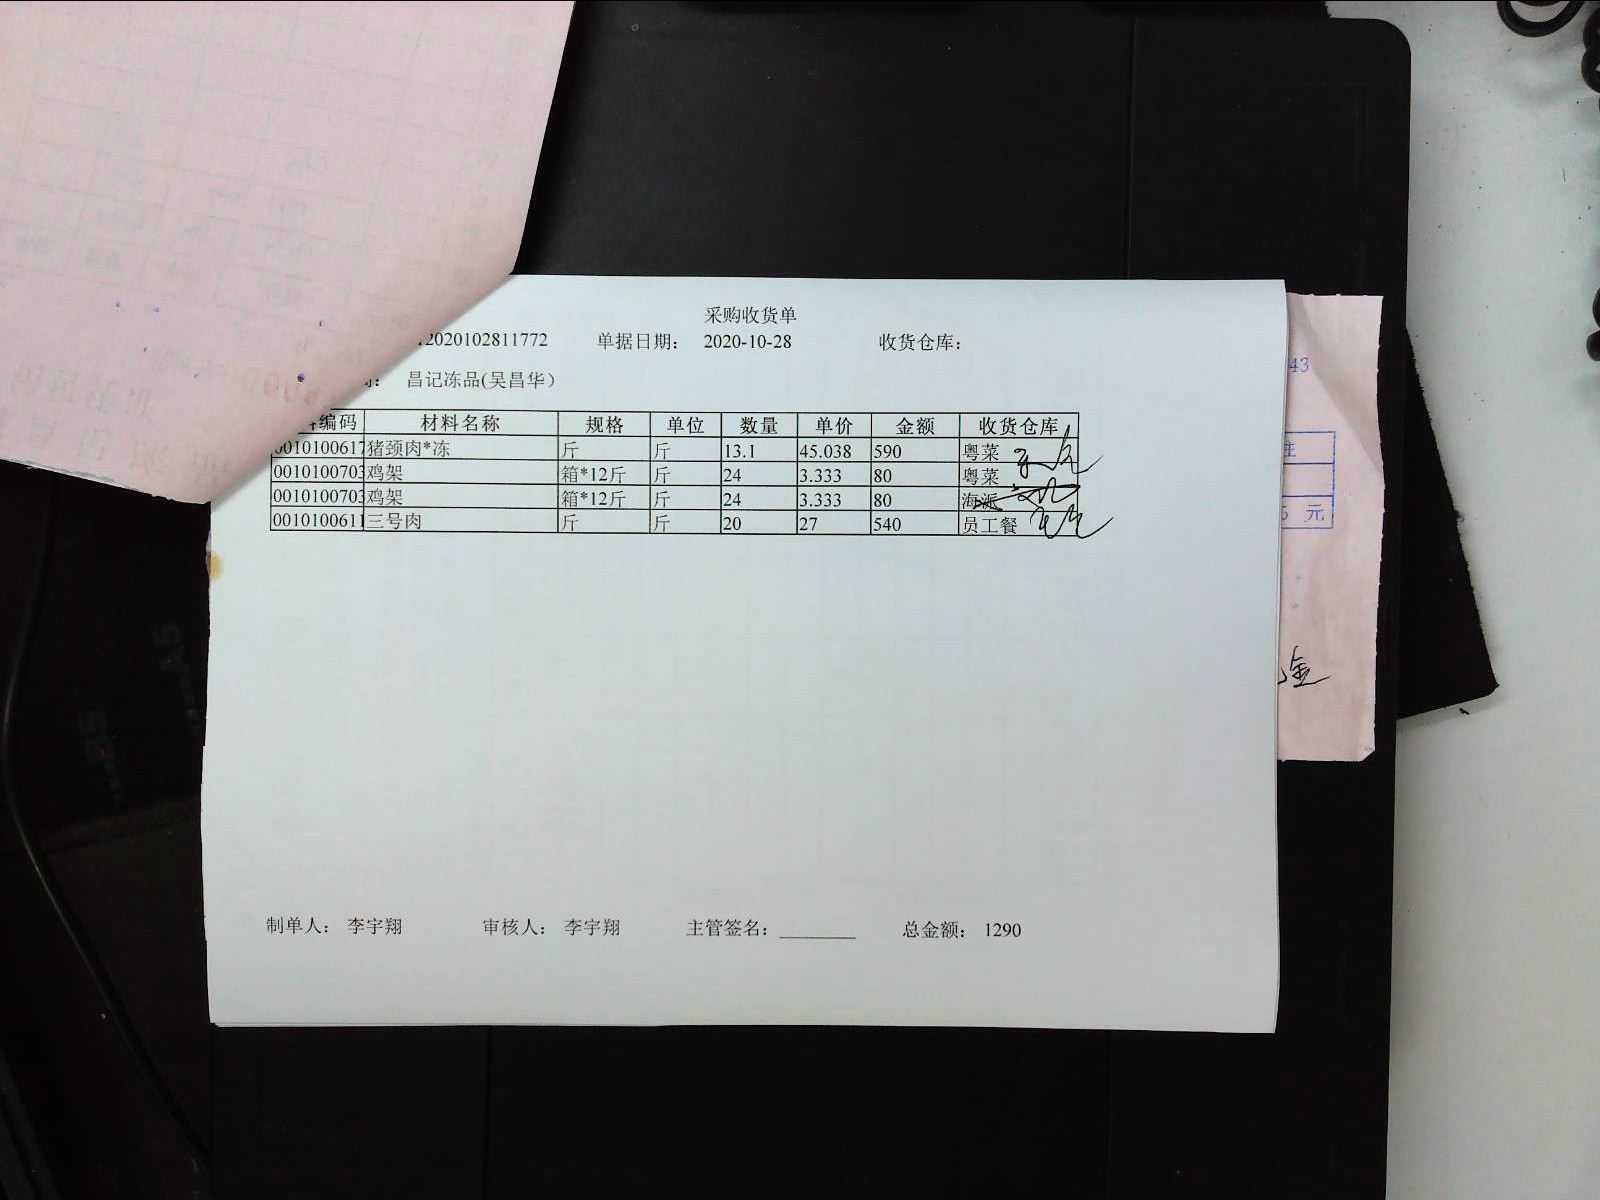 采购收货单
2020102811772 单据日期： 2020-10-28 收货仓库：
昌记冻品(吴昌华）
编码 材料名称 规格 单位 数量 单价 金额 收货仓库
0010100617 猪颈肉*冻 斤 斤 13.1 45.038 590 粤菜
0010100703 鸡架 箱*12斤 斤 24 3.333 80 粤菜
0010100703 鸡架 箱*12斤 斤 24 3.333 80 海派
0010100611 三号肉 斤 斤 20 27 540 员工餐
制单人： 李宇翔 审核人： 李宇翔 主管签名：________ 总金额： 1290
43
元
金